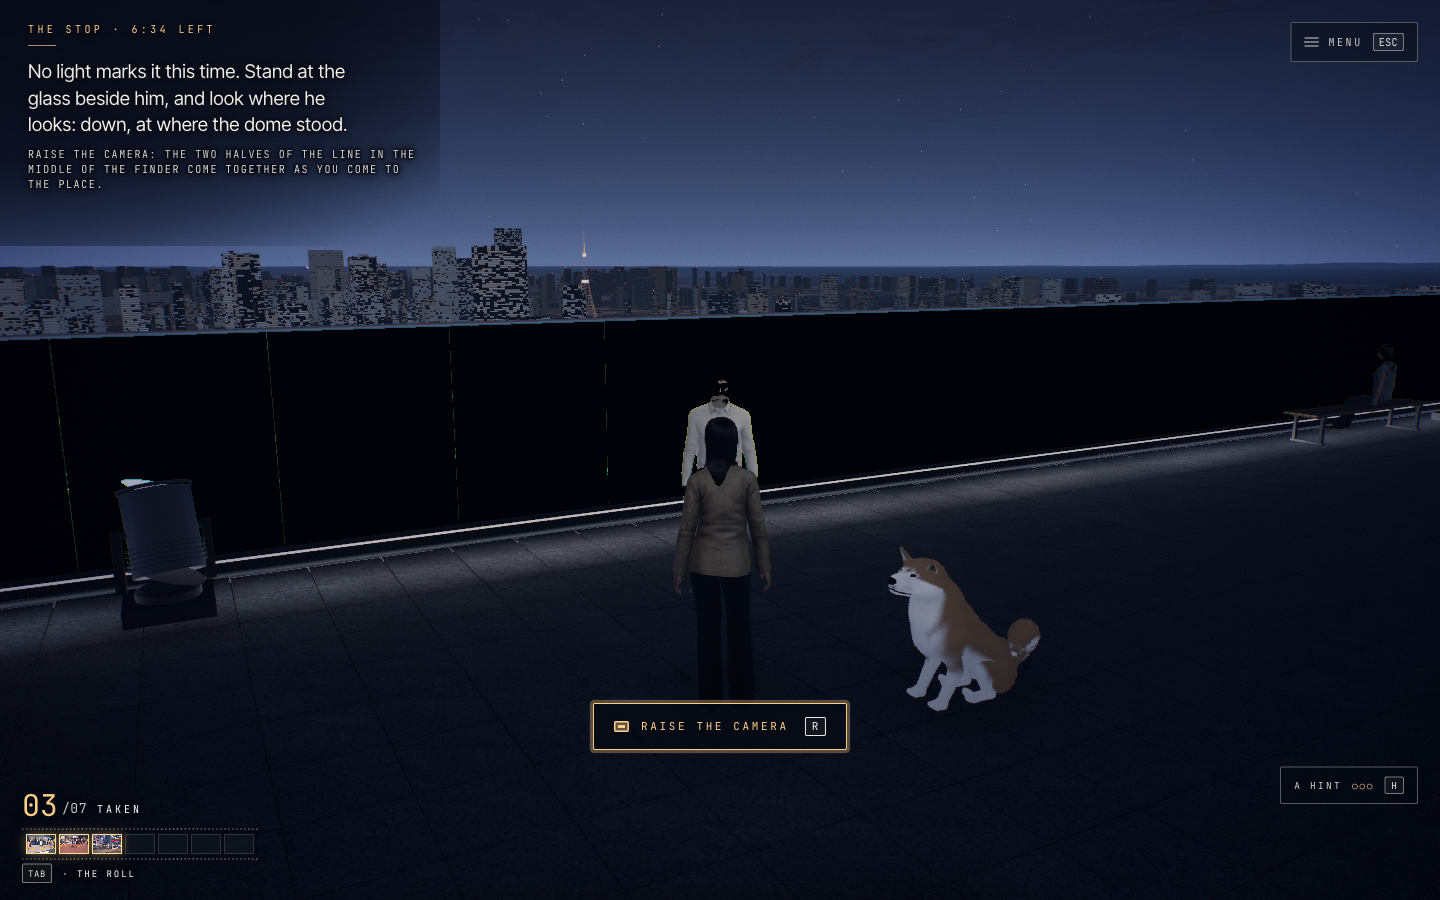 THE STOP · 6:34 LEFT
No light marks it this time. Stand at the
glass beside him, and look where he
looks: down, at where the dome stood.
RAISE THE CAMERA: THE TWO HALVES OF THE LINE IN THE
MIDDLE OF THE FINDER COME TOGETHER AS YOU COME TO
THE PLACE.
MENU ESC
RAISE THE CAMERA R
A HINT H
03 /07 TAKEN
TAB · THE ROLL